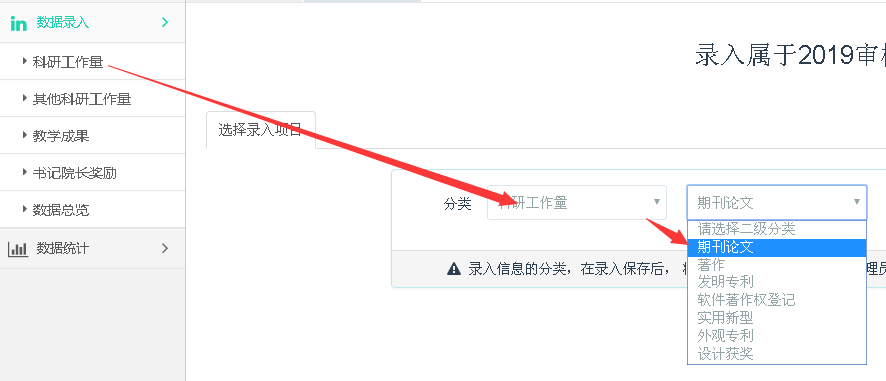 数据录入
录入属于2019审
科研工作量
其他科研工作量
选择录入项目
教学成果
书记院长奖励
分类
科研工作量
期刊论文
数据总览
请选择二级分类
数据统计
期刊论文
著作
录入信息的分类，在录入保存后，
理员
发明专利
软件著作权登记
实用新型
外观专利
设计获奖